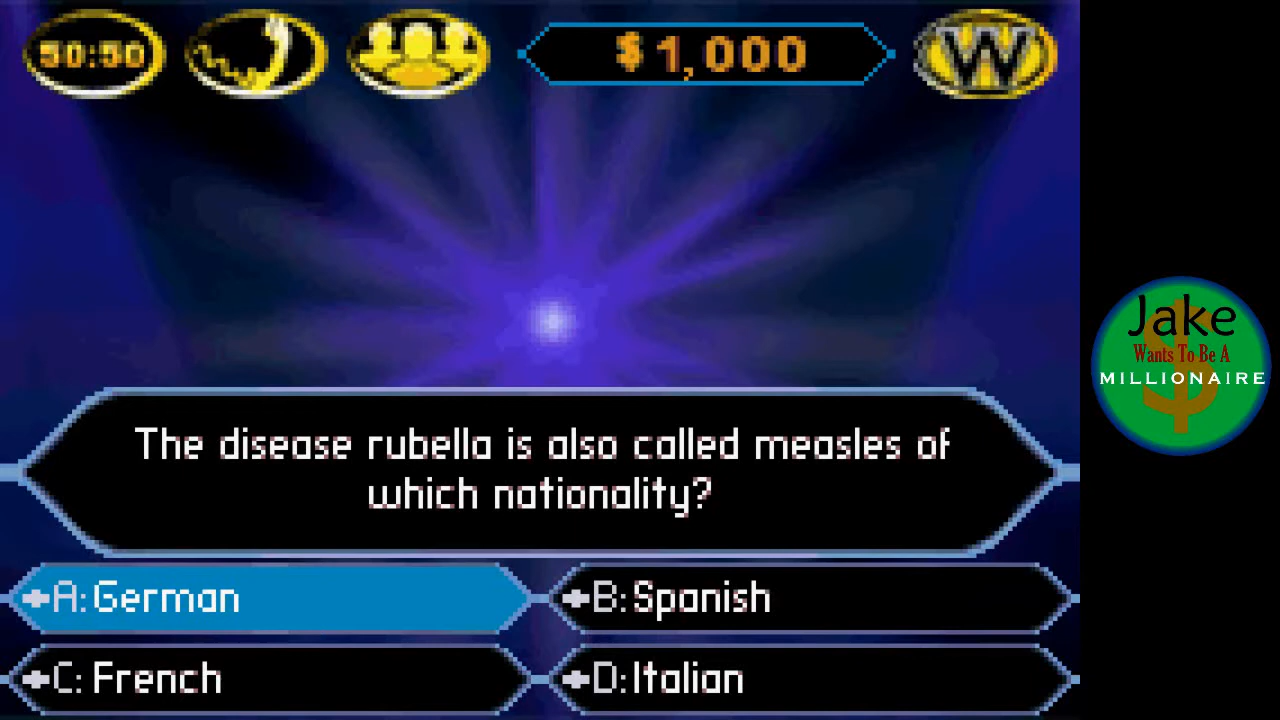 50:50
$1,000
W
The disease rubella is also called measles of
which nationality?
A: German
B: Spanish
C: French
D: Italian
Jake
Wants To Be A
MILLIONAIRE